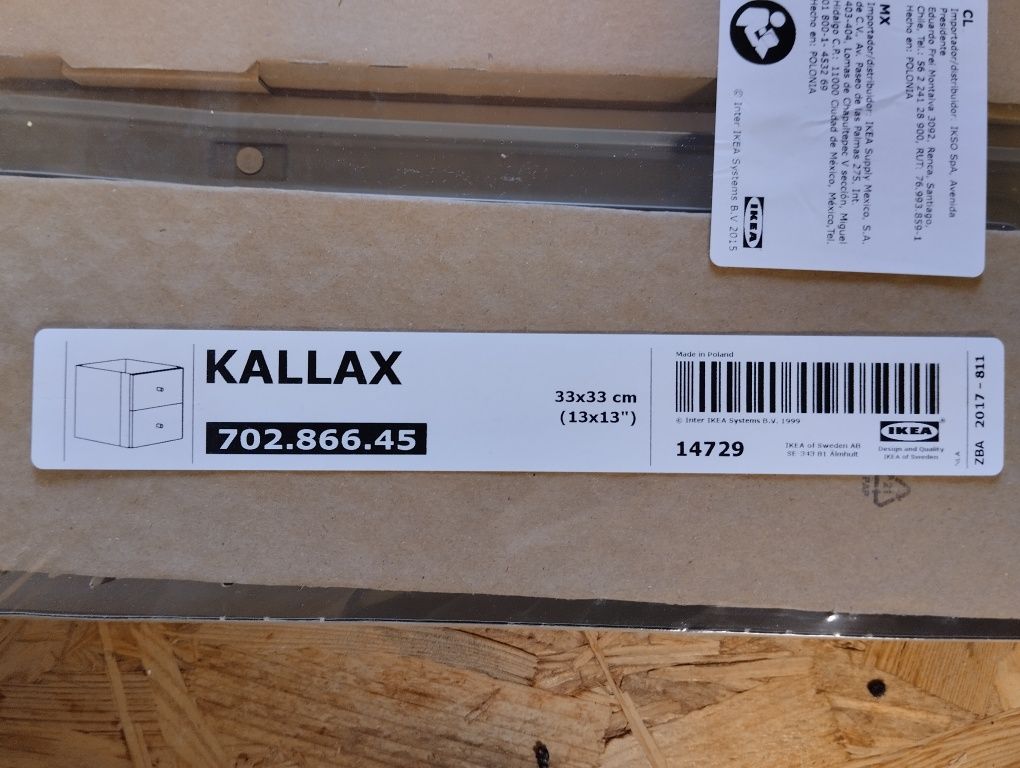 KALLAX
702.866.45
33x33 cm
(13x13")
Made in Poland
© Inter IKEA Systems B.V. 1999
14729
IKEA of Sweden AB
SE-343 81 Älmhult
IKEA
Design and Quality
IKEA of Sweden
ZBA 2017 - 811
CL
Importador/distribuidor: IKSO SpA, Avenida
Presidente
Eduardo Frei Montalva 3092, Renca, Santiago,
Chile, Tel.: 56 2 241 28 900, RUT: 76.993.859-1
Hecho en: POLONIA
MX
Importador/distribuidor: IKEA Supply Mexico, S.A.
de C.V., Av. Paseo de las Palmas 275, Int.
403-404, Lomas de Chapultepec V sección, Miguel
Hidalgo C.P.: 11000 Ciudad de México, México,Tel.
01 800-1- 4532 69
Hecho en: POLONIA
© Inter IKEA Systems B.V 2015
IKEA
21
PAP